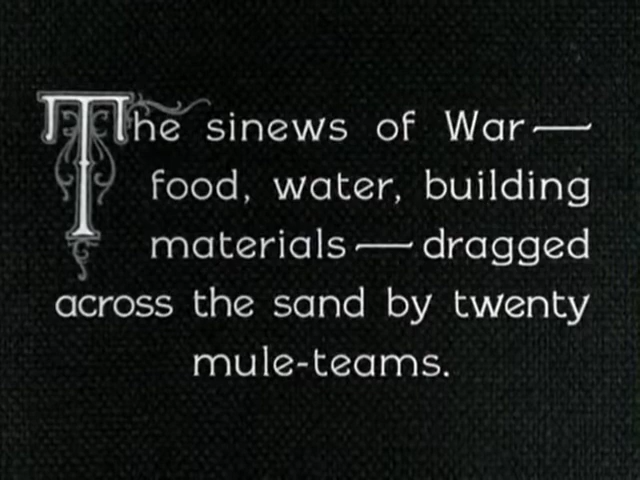 The sinews of War—
food, water, building
materials—dragged
across the sand by twenty
mule-teams.